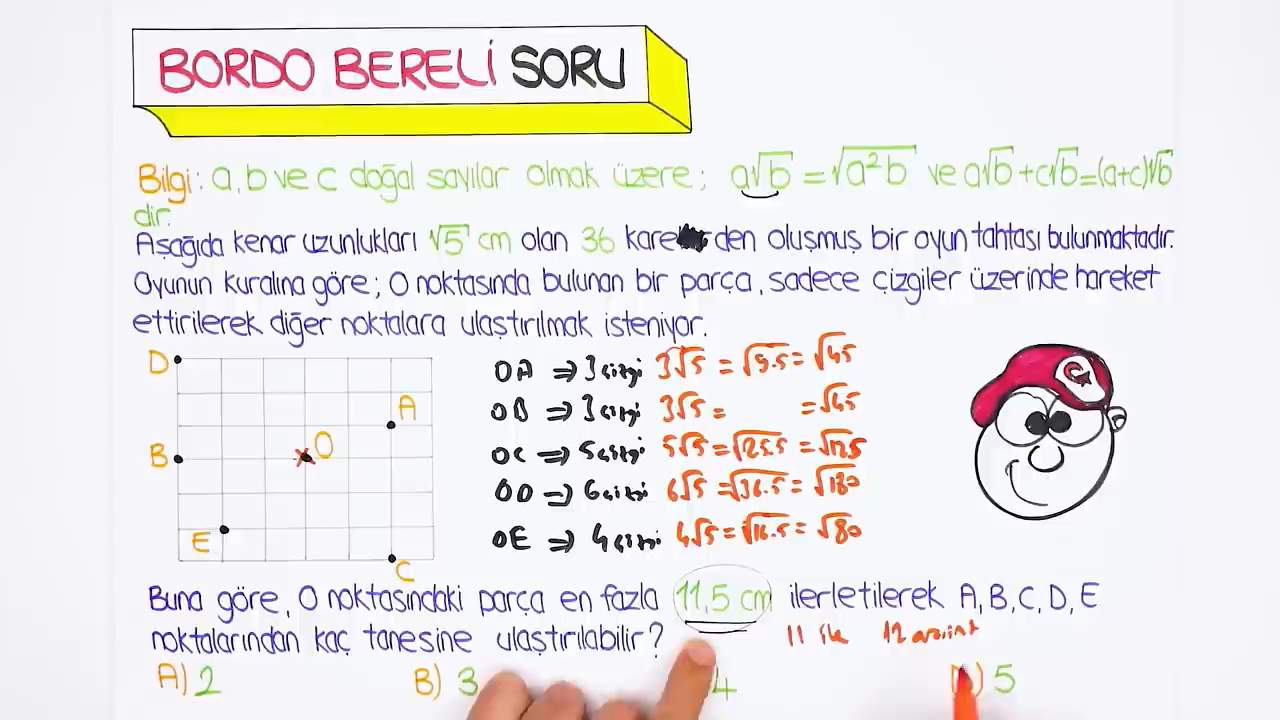 BORDO BERELİ SORU
Bilgi: a, b ve c doğal sayılar olmak üzere; a√b = √a²b ve a√b + c√b = (a+c)√b
dir.
Aşağıda kenar uzunlukları √5 cm olan 36 kareden oluşmuş bir oyun tahtası bulunmaktadır.
Oyunun kuralına göre; O noktasında bulunan bir parça, sadece çizgiler üzerinde hareket
ettirilerek diğer noktalara ulaştırılmak isteniyor.
D
A
B
O
E
C
OA ⇒ 3 çizgi 3√5 = √9.5 = √45
OB ⇒ 3 çizgi 3√5 = = √45
OC ⇒ 5 çizgi 5√5 = √25.5 = √125
OD ⇒ 6 çizgi 6√5 = √36.5 = √180
OE ⇒ 4 çizgi 4√5 = √16.5 = √80
Buna göre, O noktasındaki parça en fazla 11,5 cm ilerletilerek A, B, C, D, E
noktalarından kaç tanesine ulaştırılabilir?
11 ile 12
A) 2
B) 3
4
) 5